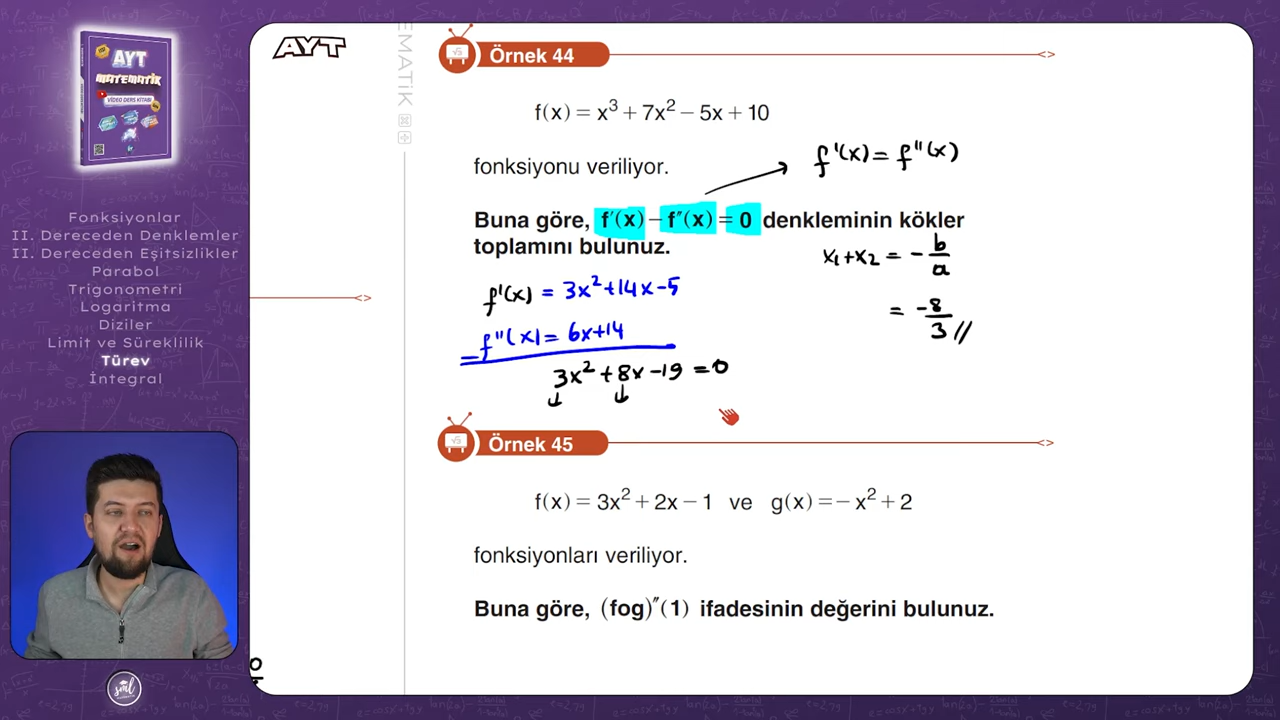 AYT
MATEMATİK
VİDEO DERS KİTABI
Fonksiyonlar
II. Dereceden Denklemler
II. Dereceden Eşitsizlikler
Parabol
Trigonometri
Logaritma
Diziler
Limit ve Süreklilik
Türev
İntegral
sml
AYT
EMATİK
Örnek 44
f(x) = x³ + 7x² − 5x + 10
fonksiyonu veriliyor.
f'(x) = f''(x)
Buna göre, f′(x) − f″(x) = 0 denkleminin kökler
toplamını bulunuz.
x₁+x₂ = − b/a
= −8/3 //
f'(x) = 3x²+14x−5
− f''(x) = 6x+14
3x² + 8x − 19 = 0
Örnek 45
f(x) = 3x² + 2x − 1 ve g(x) = − x² + 2
fonksiyonları veriliyor.
Buna göre, (fog)″(1) ifadesinin değerini bulunuz.